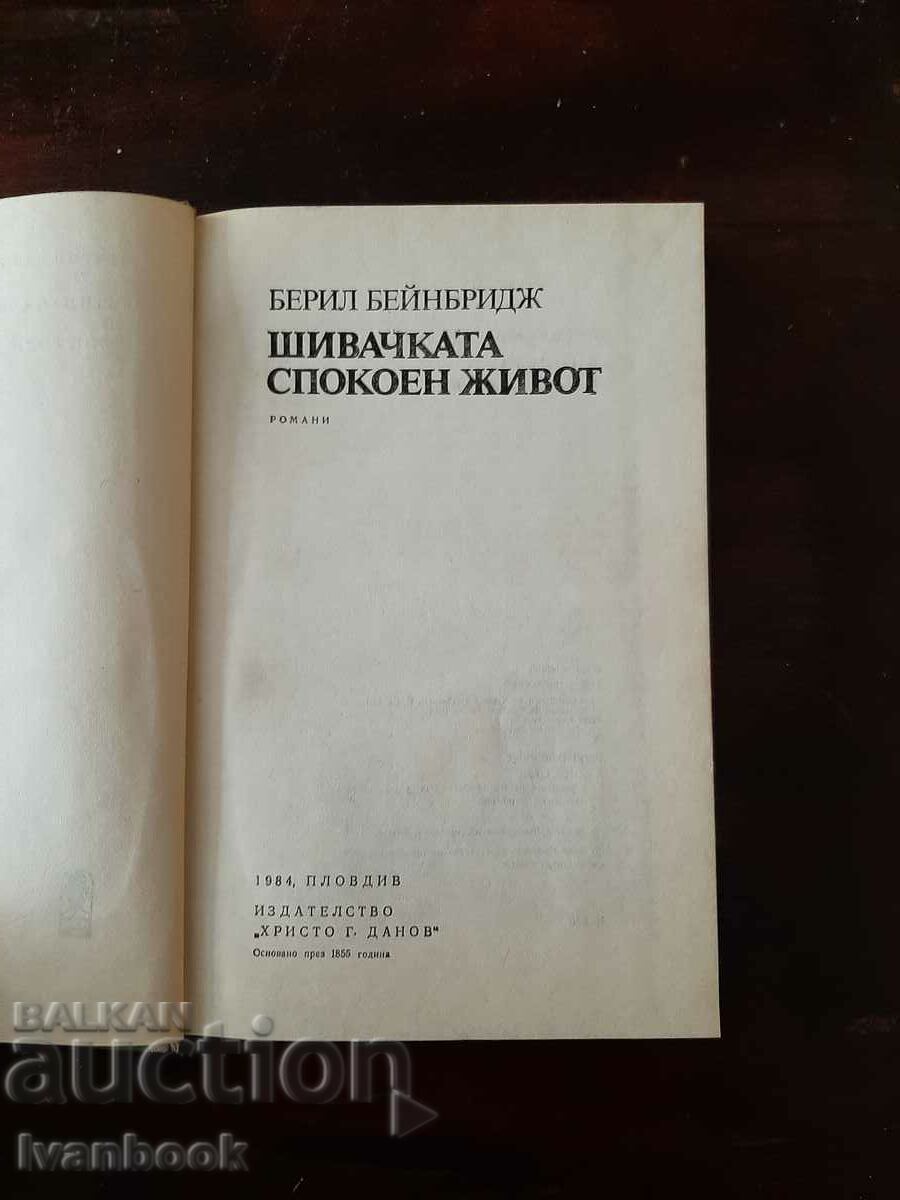 БЕРИЛ БЕЙНБРИДЖ
ШИВАЧКАТА
СПОКОЕН ЖИВОТ
РОМАНИ
1984, ПЛОВДИВ
ИЗДАТЕЛСТВО
„ХРИСТО Г. ДАНОВ"
Основано през 1855 година
BALKAN
auction
Ivanbook